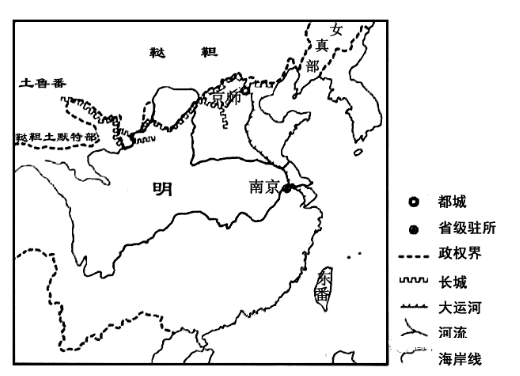 女
真
部
鞑 靼
土鲁番
京师
鞑靼土默特部
明
南京
东
番
都城
省级驻所
政权界
长城
大运河
河流
海岸线